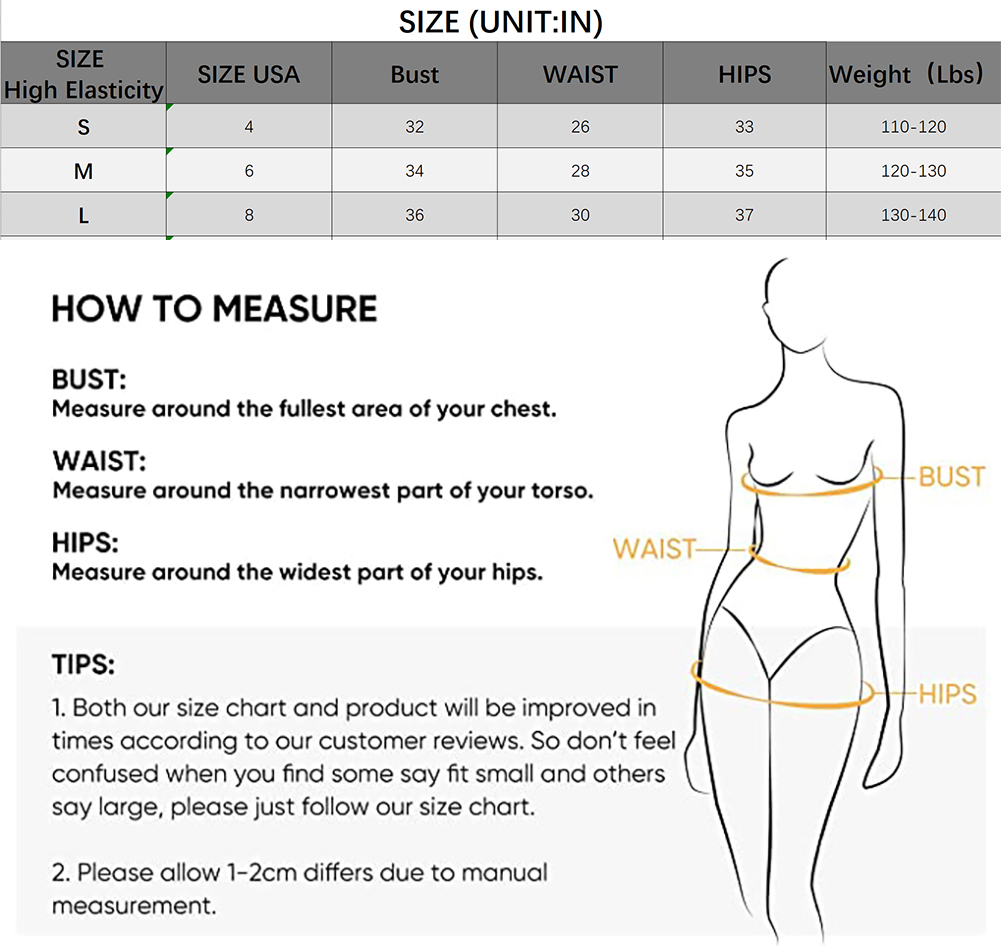 SIZE (UNIT:IN)
SIZE
High Elasticity
SIZE USA Bust WAIST HIPS Weight (Lbs)
S 4 32 26 33 110-120
M 6 34 28 35 120-130
L 8 36 30 37 130-140
HOW TO MEASURE
BUST:
Measure around the fullest area of your chest.
WAIST:
Measure around the narrowest part of your torso.
HIPS:
Measure around the widest part of your hips.
BUST
WAIST
HIPS
TIPS:
1. Both our size chart and product will be improved in
times according to our customer reviews. So don't feel
confused when you find some say fit small and others
say large, please just follow our size chart.
2. Please allow 1-2cm differs due to manual
measurement.